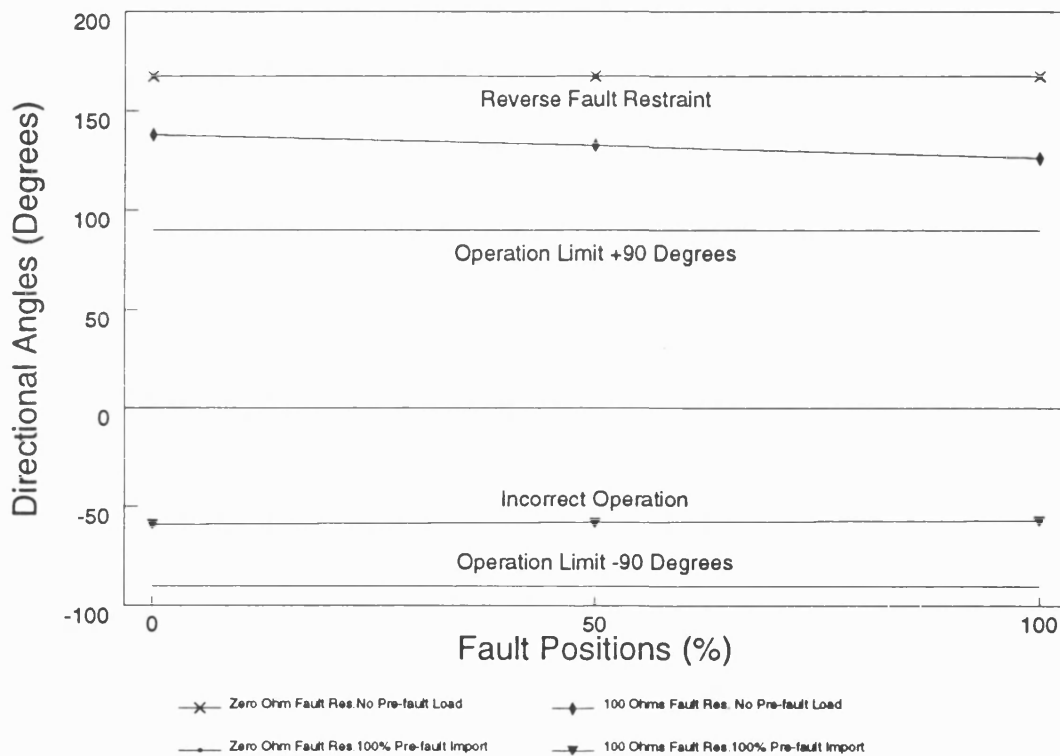 200
Reverse Fault Restraint
150
100
Operation Limit +90 Degrees
50
0
Incorrect Operation
-50
Operation Limit -90 Degrees
-100
Directional Angles (Degrees)
0 50 100
Fault Positions (%)
Zero Ohm Fault Res.No Pre-fault Load
100 Ohms Fault Res. No Pre-fault Load
Zero Ohm Fault Res.100% Pre-fault Import
100 Ohms Fault Res.100% Pre-fault Import